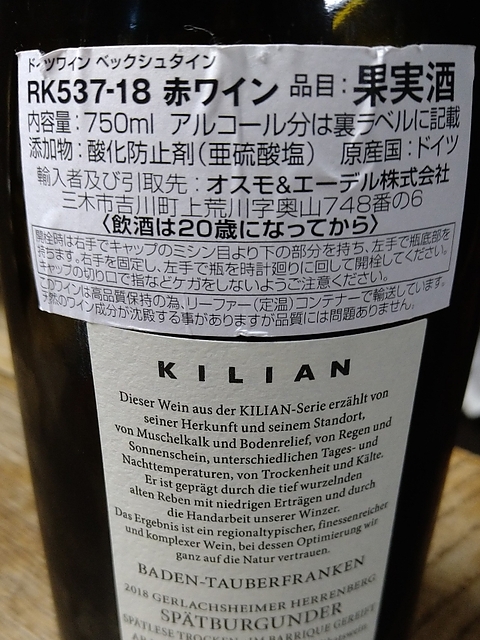 ドイツワイン ベックシュタイン
RK537-18 赤ワイン 品目：果実酒
内容量：750ml アルコール分は裏ラベルに記載
添加物：酸化防止剤（亜硫酸塩） 原産国：ドイツ
輸入者及び引取先：オスモ&エーデル株式会社
三木市吉川町上荒川字奥山748番の6
〈飲酒は20歳になってから〉
開栓時は右手でキャップのミシン目より下の部分を持ち、左手で瓶底部を
持ちます。右手を固定し、左手で瓶を時計廻りに回して開栓してください。
キャップの切り口で指などケガをしないようご注意ください。
このワインは高品質保持の為、リーファー（定温）コンテナーで輸送しています。
天然のワイン成分が沈殿する事がありますが品質には問題ありません。
KILIAN
Dieser Wein aus der KILIAN-Serie erzählt von
seiner Herkunft und seinem Standort,
von Muschelkalk und Bodenrelief, von Regen und
Sonnenschein, unterschiedlichen Tages- und
Nachttemperaturen, von Trockenheit und Kälte.
Er ist geprägt durch die tief wurzelnden
alten Reben mit niedrigen Erträgen und durch
die Handarbeit unserer Winzer.
Das Ergebnis ist ein regionaltypischer, finessenreicher
und komplexer Wein, bei dessen Optimierung wir
ganz auf die Natur vertrauen.
BADEN-TAUBERFRANKEN
2018 GERLACHSHEIMER HERRENBERG
SPÄTBURGUNDER
SPÄTLESE TROCKEN · IM BARRIQUE GEREIFT